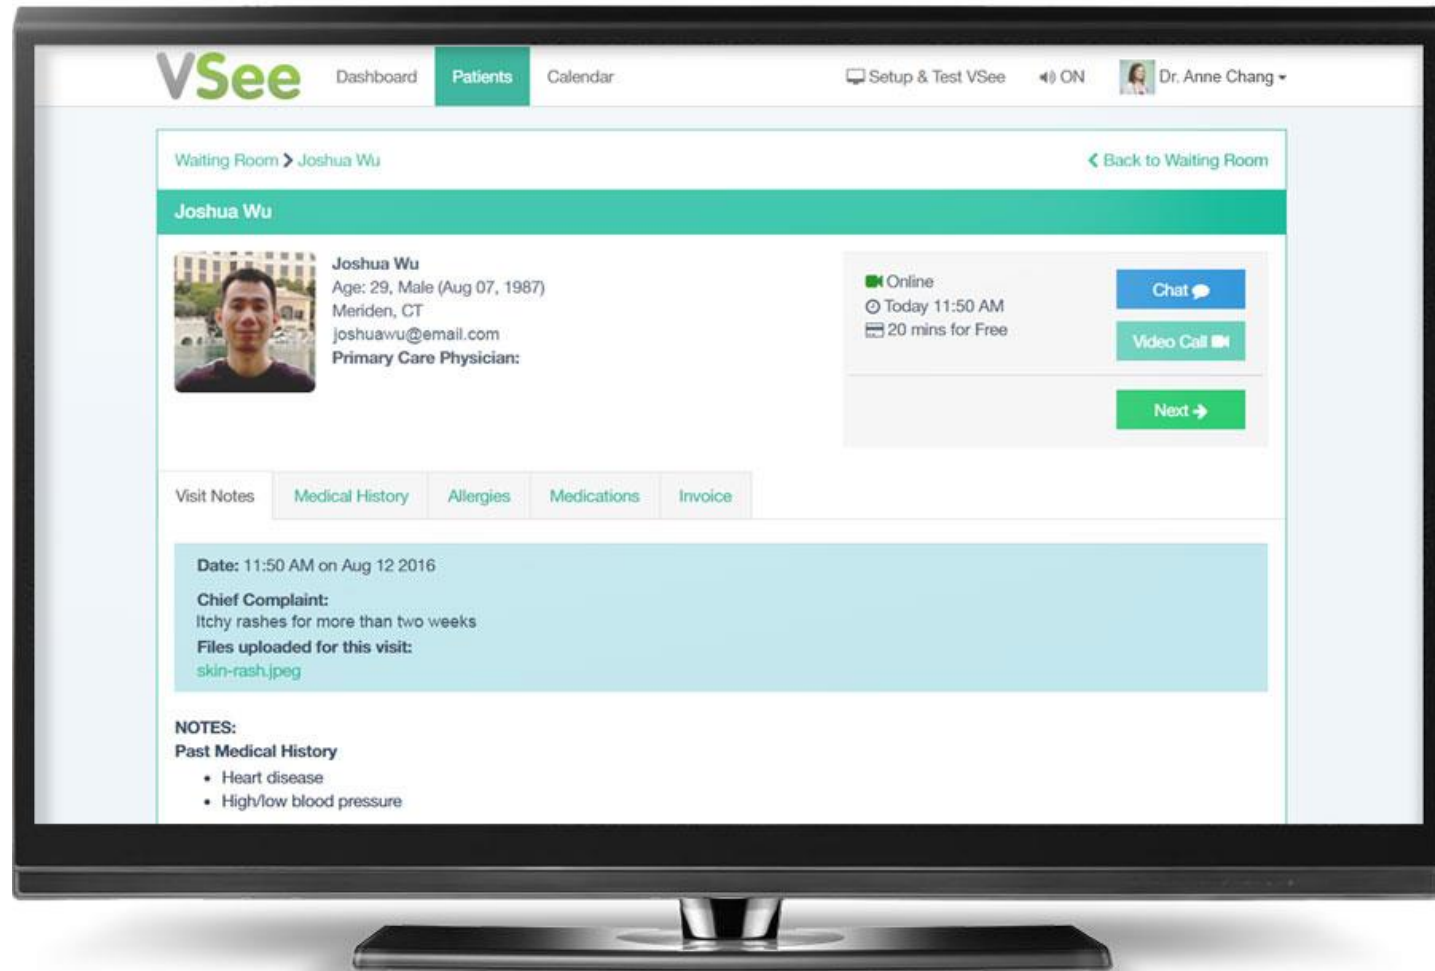 VSee Dashboard Patients Calendar Setup & Test VSee ON Dr. Anne Chang
Waiting Room Joshua Wu Back to Waiting Room
Joshua Wu
Joshua Wu
Age: 29, Male (Aug 07, 1987)
Meriden, CT
joshuawu@email.com
Primary Care Physician:
Online
Today 11:50 AM
20 mins for Free
Chat
Video Call
Next
Visit Notes Medical History Allergies Medications Invoice
Date: 11:50 AM on Aug 12 2016
Chief Complaint:
Itchy rashes for more than two weeks
Files uploaded for this visit:
skin-rash.jpeg
NOTES:
Past Medical History
• Heart disease
• High/low blood pressure